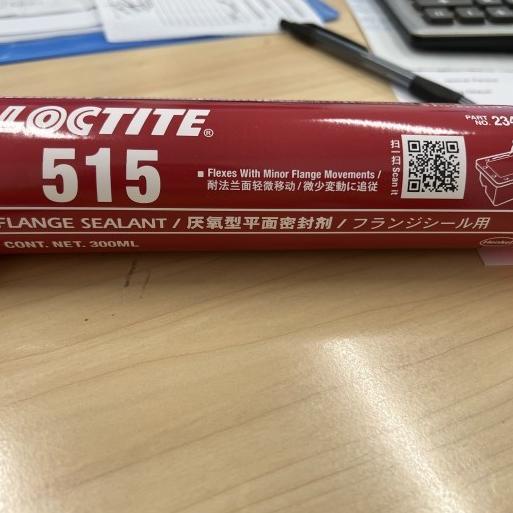 LOCTITE®
515
PART NO. 234
■ Flexes With Minor Flange Movements /
耐法兰面轻微移动 / 微少変動に追従
扫一扫 Scan it
FLANGE SEALANT / 厌氧型平面密封剂 / フランジシール用
CONT. NET. 300ML
Henkel